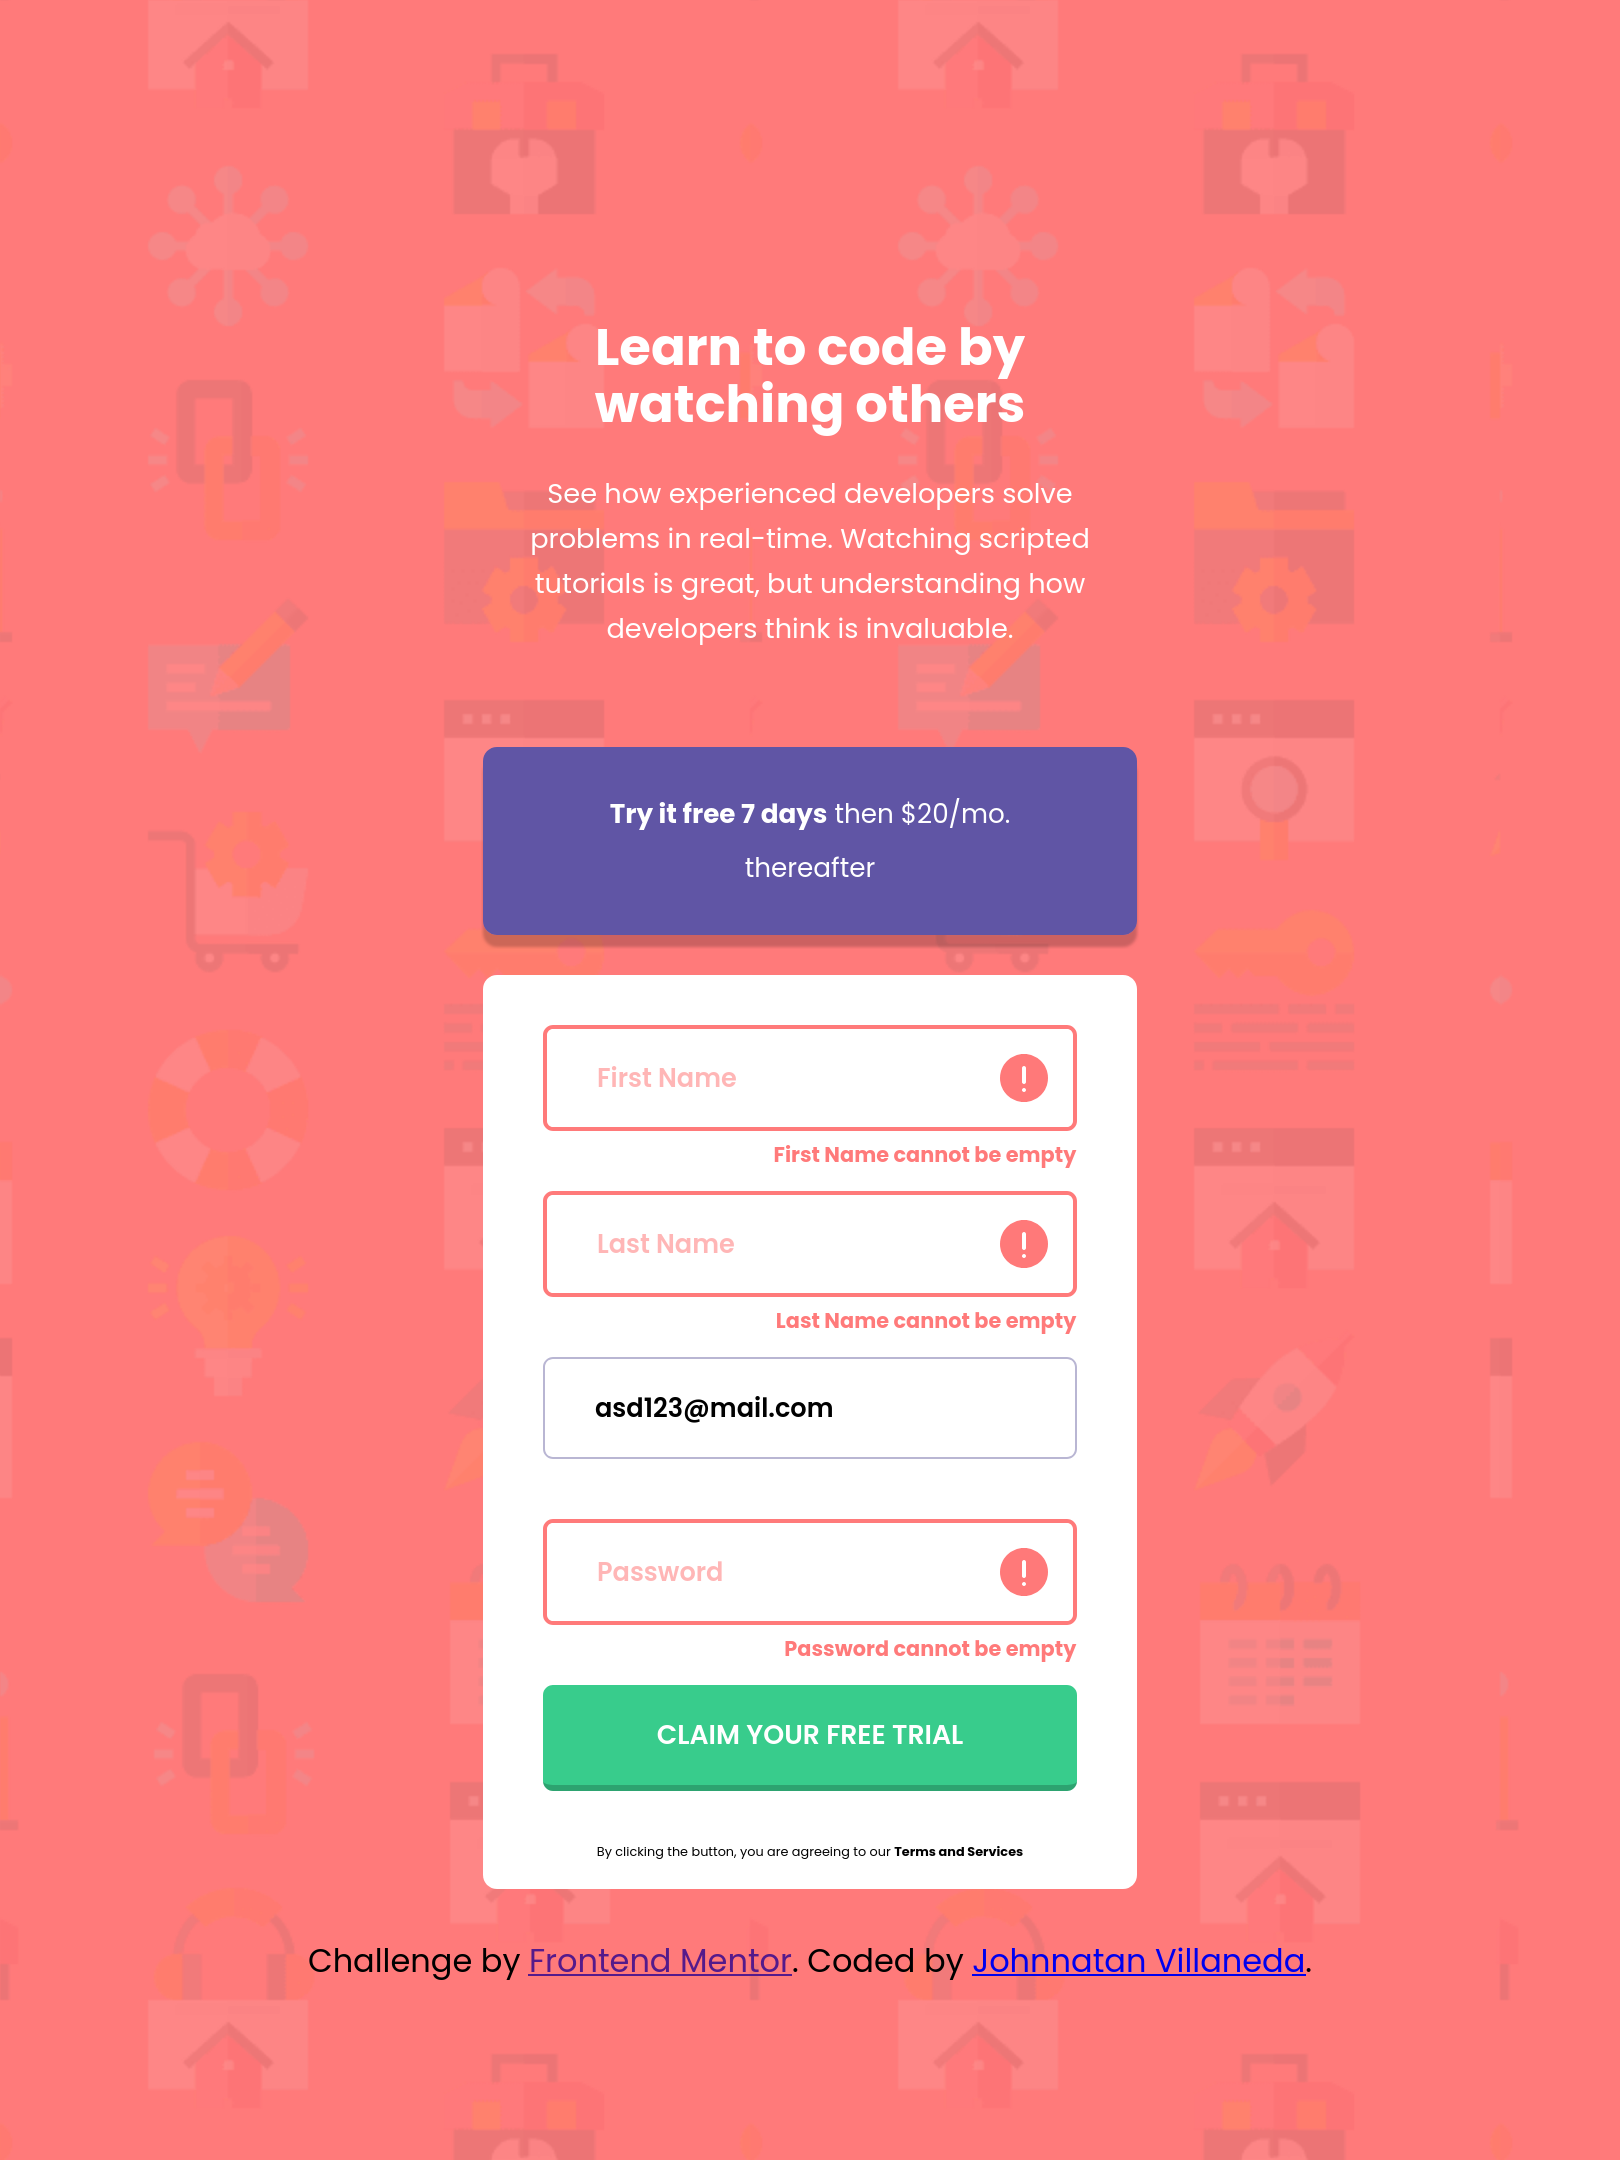 Learn to code by
watching others
See how experienced developers solve
problems in real-time. Watching scripted
tutorials is great, but understanding how
developers think is invaluable.
Try it free 7 days then $20/mo.
thereafter
First Name
First Name cannot be empty
Last Name
Last Name cannot be empty
asd123@mail.com
Password
Password cannot be empty
CLAIM YOUR FREE TRIAL
By clicking the button, you are agreeing to our Terms and Services
Challenge by Frontend Mentor. Coded by Johnnatan Villaneda.